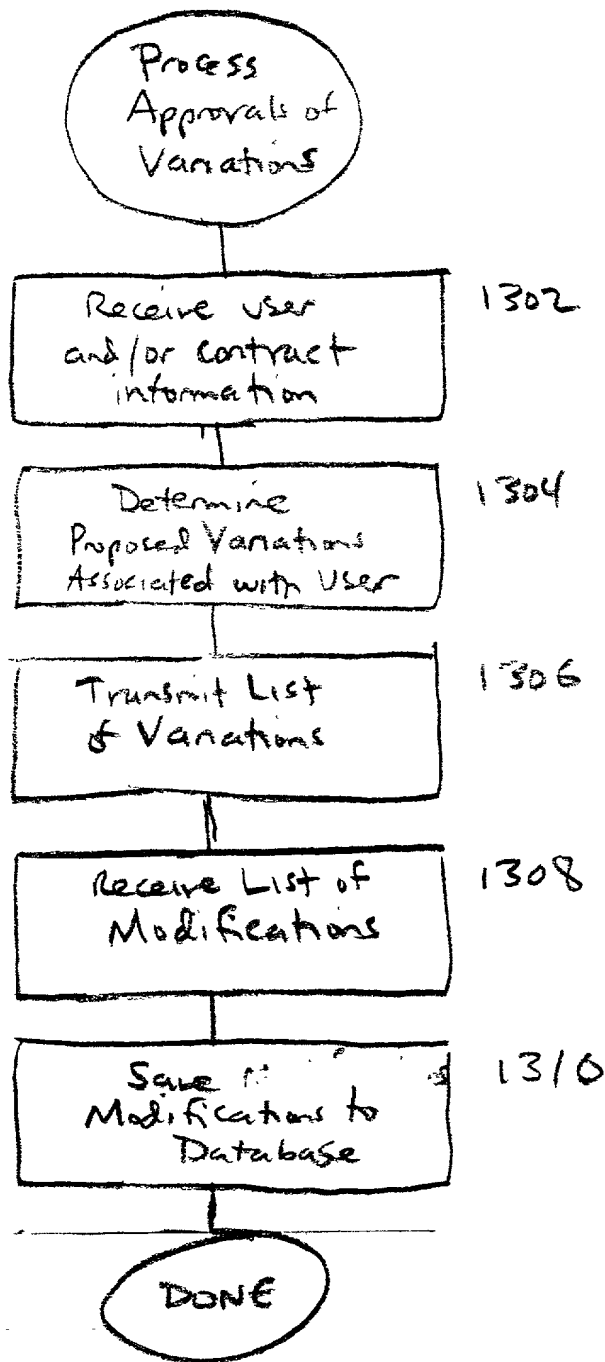 Process
Approvals of
Variations
Receive user
and/or contract
information
1302
Determine
Proposed Variations
Associated with User
1304
Transmit List
of Variations
1306
Receive List of
Modifications
1308
Save
Modifications to
Database
1310
DONE